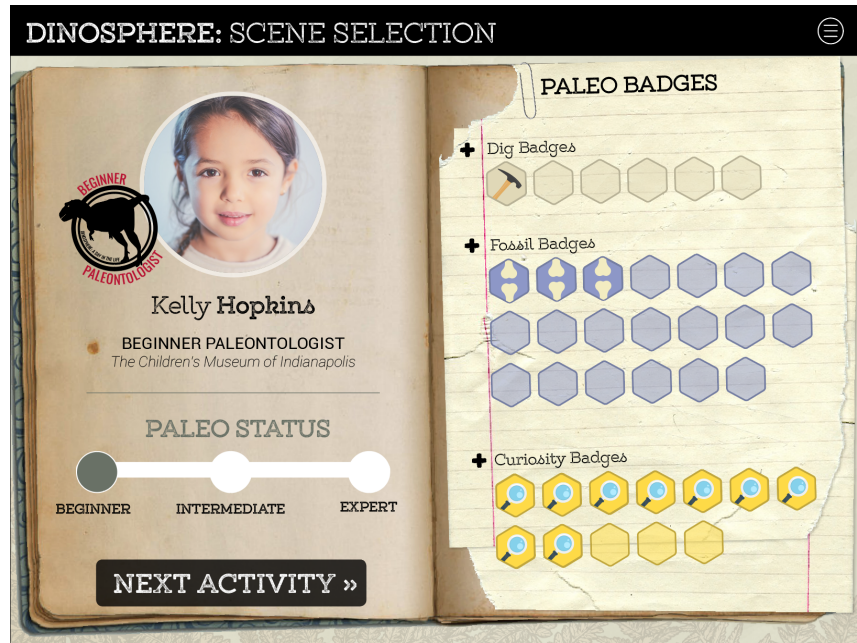 DINOSPHERE: SCENE SELECTION
BEGINNER
PALEONTOLOGIST
Kelly Hopkins
BEGINNER PALEONTOLOGIST
The Children's Museum of Indianapolis
PALEO STATUS
BEGINNER INTERMEDIATE EXPERT
NEXT ACTIVITY »
PALEO BADGES
Dig Badges
Fossil Badges
Curiosity Badges